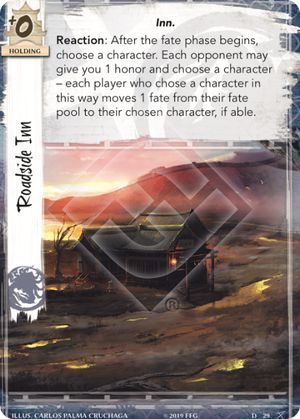 +0
HOLDING
Inn.
Reaction: After the fate phase begins,
choose a character. Each opponent may
give you 1 honor and choose a character
– each player who chose a character in
this way moves 1 fate from their fate
pool to their chosen character, if able.
Roadside Inn
®
ILLUS. CARLOS PALMA CRUCHAGA
©2019 FFG
D 29